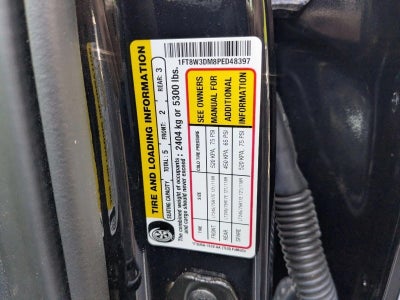 1FT8W3DM8PED48397
TIRE AND LOADING INFORMATION
SEATING CAPACITY TOTAL: 5 FRONT: 2 REAR: 3
The combined weight of occupants
and cargo should never exceed : 2404 kg or 5300 lbs.
TIRE SIZE COLD TIRE PRESSURE SEE OWNERS
FRONT 520 KPA, 75 PSI MANUAL FOR
REAR 450 KPA, 65 PSI ADDITIONAL
SPARE 520 KPA, 75 PSI INFORMATION